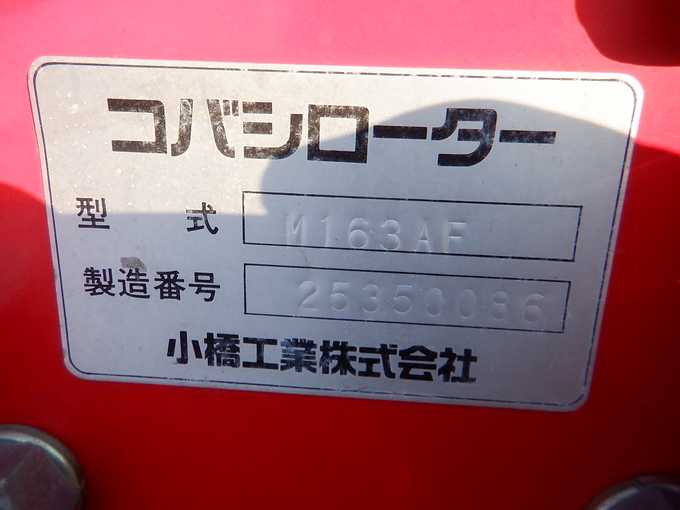 コバシローター
型式 M163AF
製造番号 25350086
小橋工業株式会社